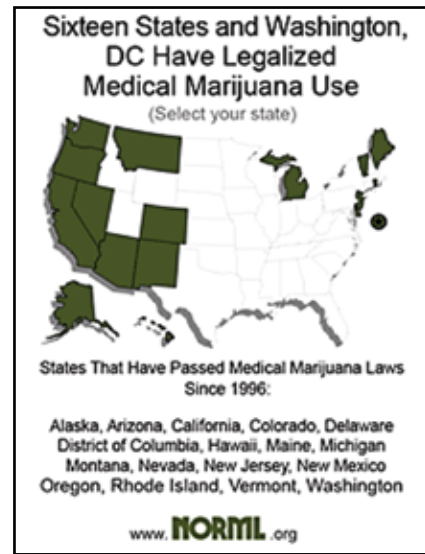 Sixteen States and Washington,
DC Have Legalized
Medical Marijuana Use
(Select your state)
States That Have Passed Medical Marijuana Laws
Since 1996:
Alaska, Arizona, California, Colorado, Delaware
District of Columbia, Hawaii, Maine, Michigan
Montana, Nevada, New Jersey, New Mexico
Oregon, Rhode Island, Vermont, Washington
www. NORML .org